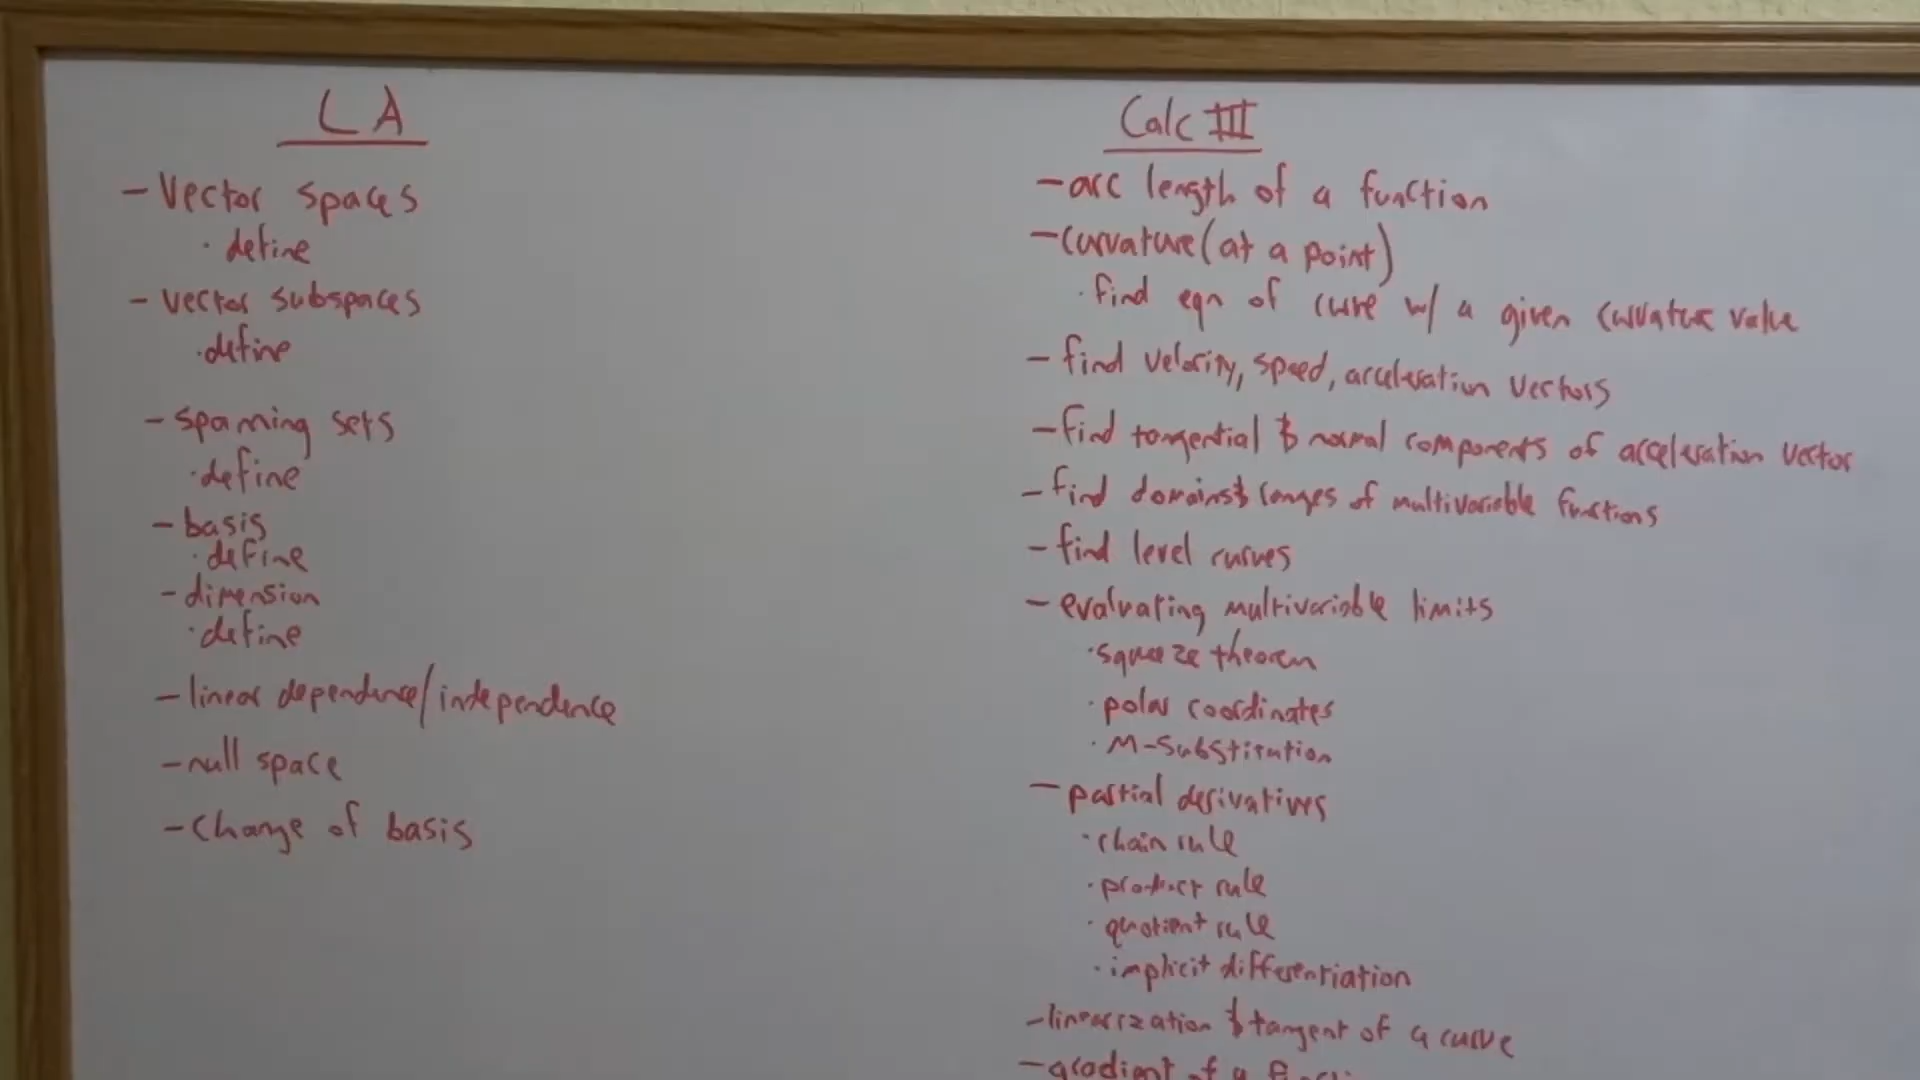 LA
- Vector spaces
· define
- vector subspaces
· define
- spanning sets
· define
- basis
· define
- dimension
· define
- linear dependence/independence
- null space
- Change of basis
Calc III
- arc length of a function
- curvature (at a point)
· find eqn of curve w/ a given curvature value
- find velocity, speed, acceleration vectors
- find tangential & normal components of acceleration vector
- find domains & ranges of multivariable functions
- find level curves
- evaluating multivariable limits
· squeeze theorem
· polar coordinates
· M-substitution
- partial derivatives
· chain rule
· product rule
· quotient rule
· implicit differentiation
- linearization & tangent of a curve
- gradient of a